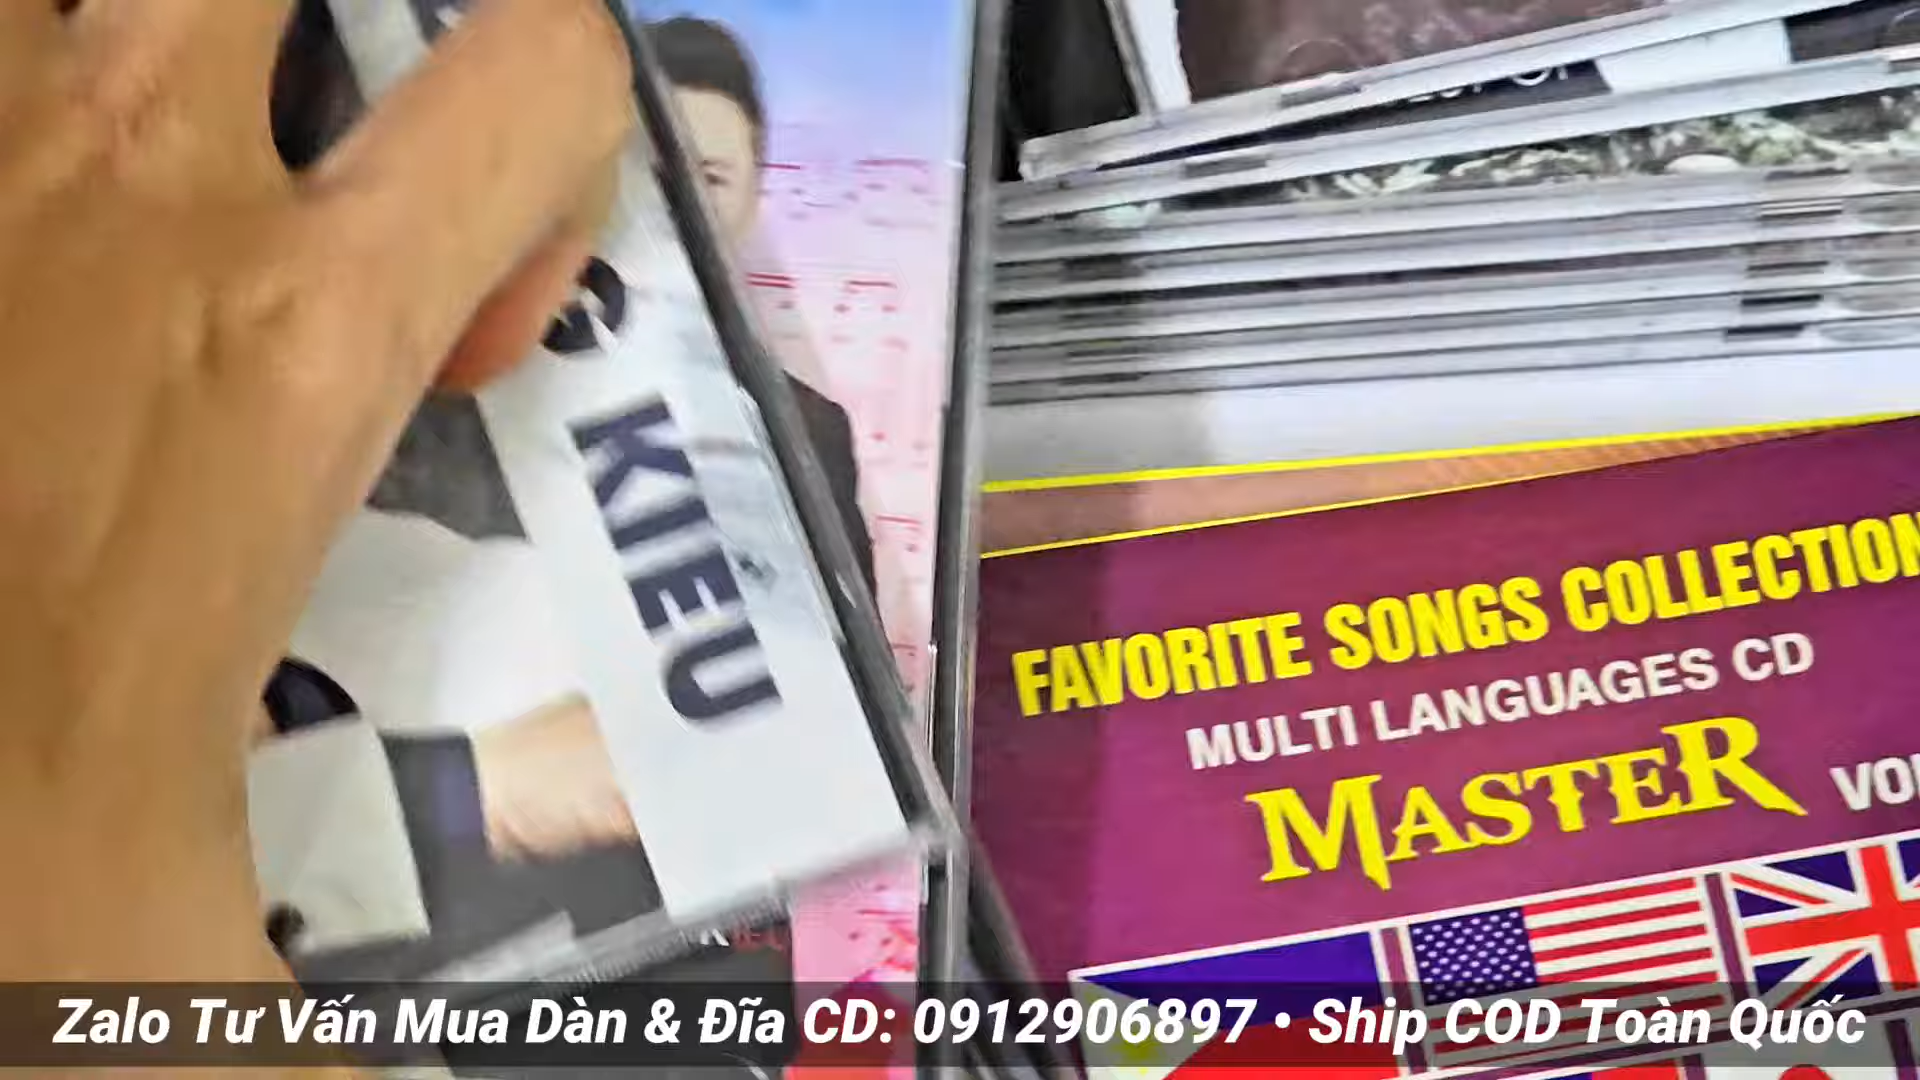 G KIỀU
FAVORITE SONGS COLLECTION
MULTI LANGUAGES CD
MASTER
Zalo Tư Vấn Mua Dàn & Đĩa CD: 0912906897 • Ship COD Toàn Quốc